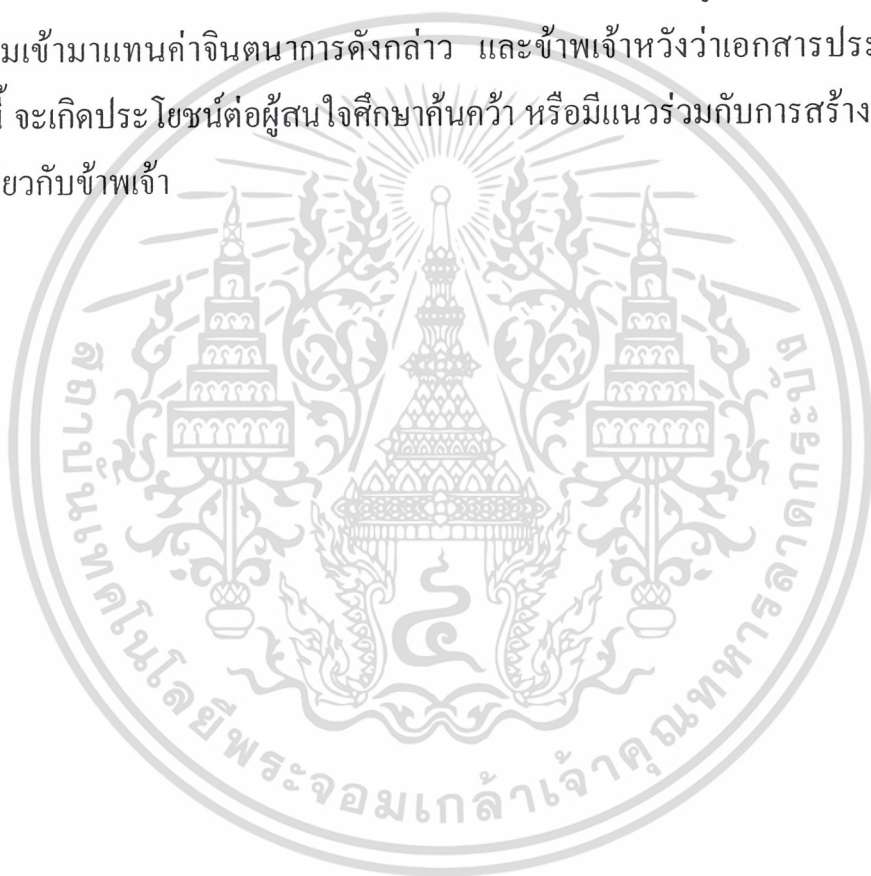 มเข้ามาแทนค่าจินตนาการดังกล่าว และข้าพเจ้าหวังว่าเอกสารประ
จะเกิดประโยชน์ต่อผู้สนใจศึกษาค้นคว้า หรือมีแนวร่วมกับการสร้าง
ยวกับข้าพเจ้า
สถาบันเทคโนโลยีพระจอมเกล้าเจ้าคุณทหารลาดกระบัง
๔